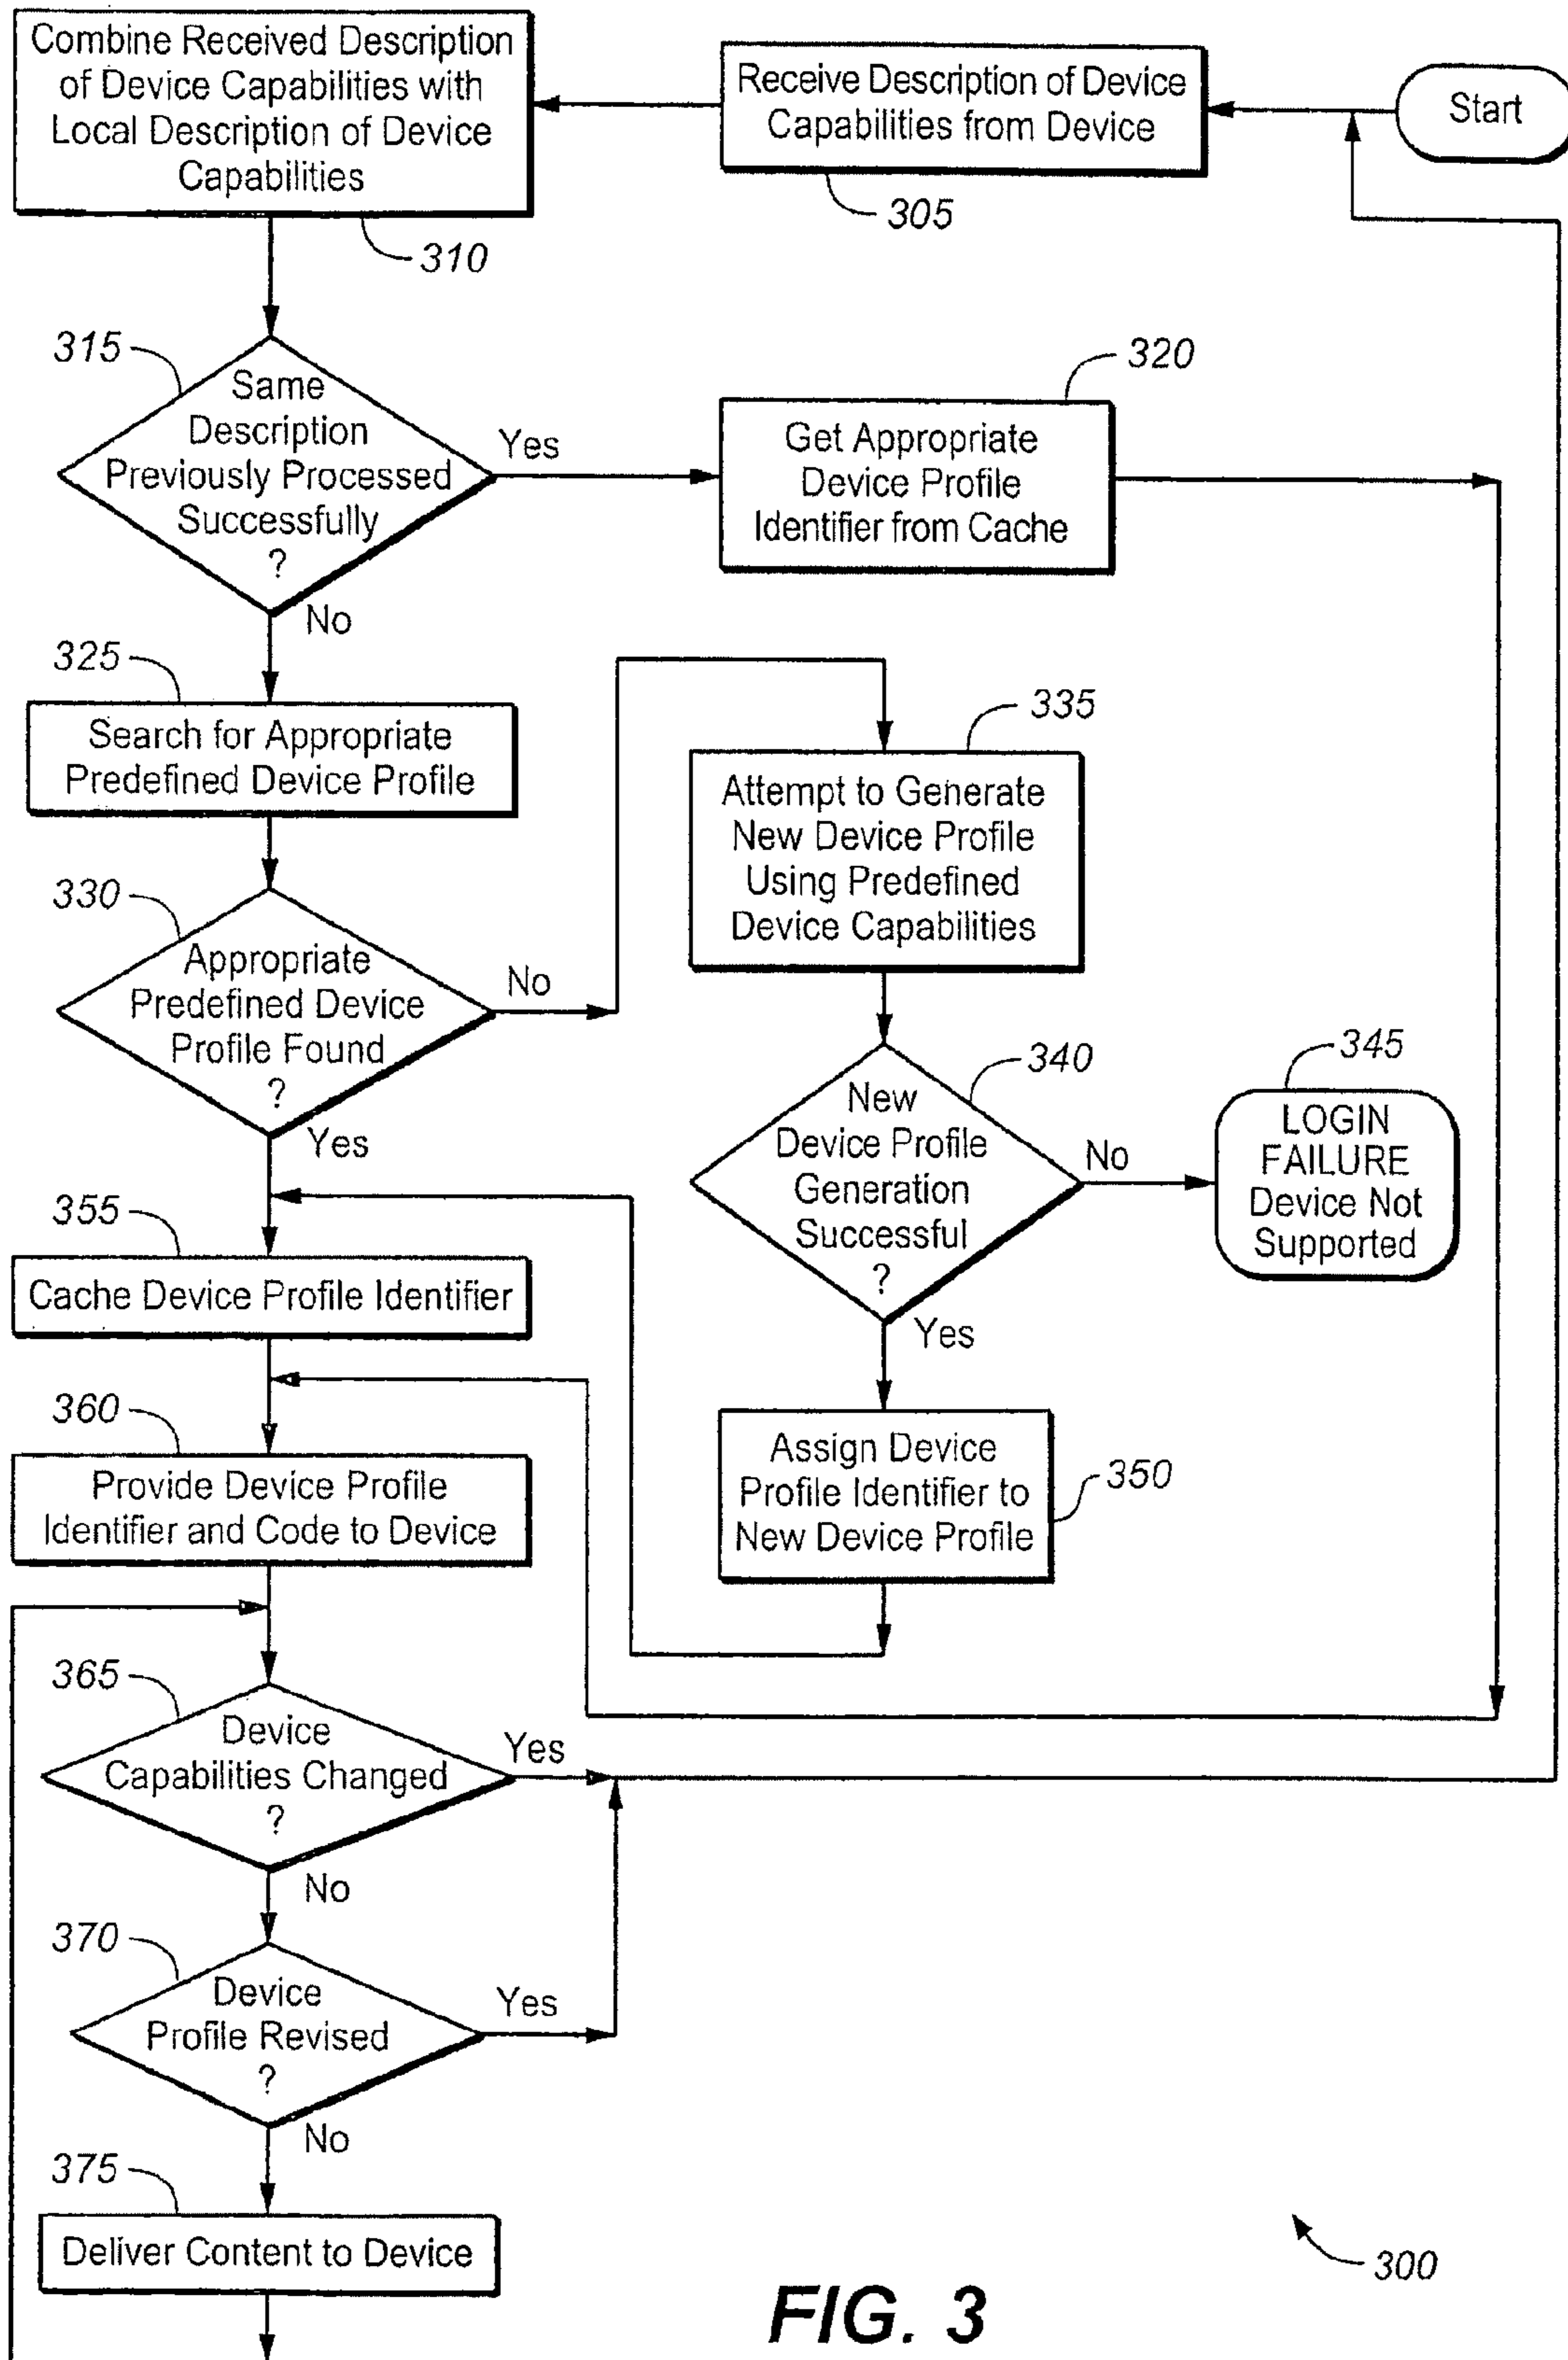 Start
Receive Description of Device
Capabilities from Device
305
Combine Received Description
of Device Capabilities with
Local Description of Device
Capabilities
310
315
Same
Description
Previously Processed
Successfully
?
Yes
No
320
Get Appropriate
Device Profile
Identifier from Cache
325
Search for Appropriate
Predefined Device Profile
330
Appropriate
Predefined Device
Profile Found
?
No
Yes
335
Attempt to Generate
New Device Profile
Using Predefined
Device Capabilities
340
New
Device Profile
Generation
Successful
?
No
Yes
345
LOGIN
FAILURE
Device Not
Supported
350
Assign Device
Profile Identifier to
New Device Profile
355
Cache Device Profile Identifier
360
Provide Device Profile
Identifier and Code to Device
365
Device
Capabilities Changed
?
Yes
No
370
Device
Profile Revised
?
Yes
No
375
Deliver Content to Device
300
FIG. 3